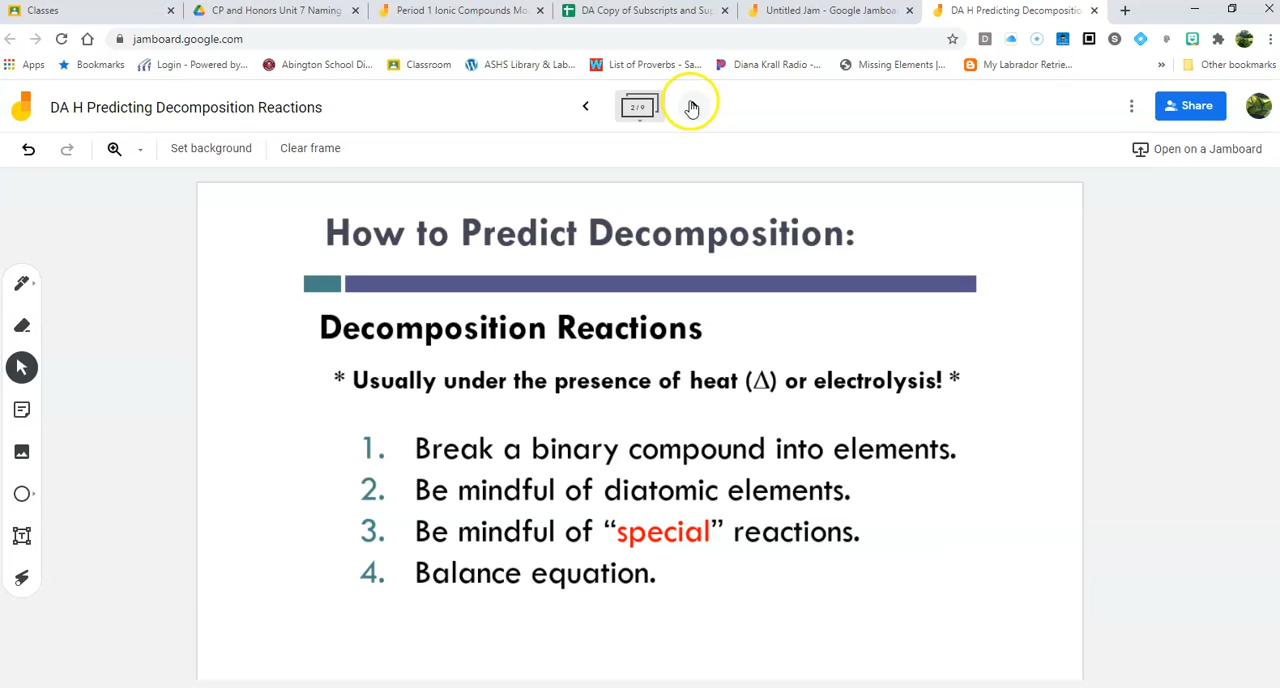 Classes
CP and Honors Unit 7 Naming
Period 1 Ionic Compounds Mo
DA Copy of Subscripts and Sup
Untitled Jam - Google Jamboa
DA H Predicting Decompositio
jamboard.google.com
Apps
Bookmarks
Login - Powered by...
Abington School Di...
Classroom
ASHS Library & Lab...
List of Proverbs - Sa...
Diana Krall Radio -...
Missing Elements |...
My Labrador Retrie...
»
Other bookmarks
DA H Predicting Decomposition Reactions
2 / 9
Share
Set background
Clear frame
Open on a Jamboard
How to Predict Decomposition:
Decomposition Reactions
* Usually under the presence of heat (Δ) or electrolysis! *
1. Break a binary compound into elements.
2. Be mindful of diatomic elements.
3. Be mindful of “special” reactions.
4. Balance equation.